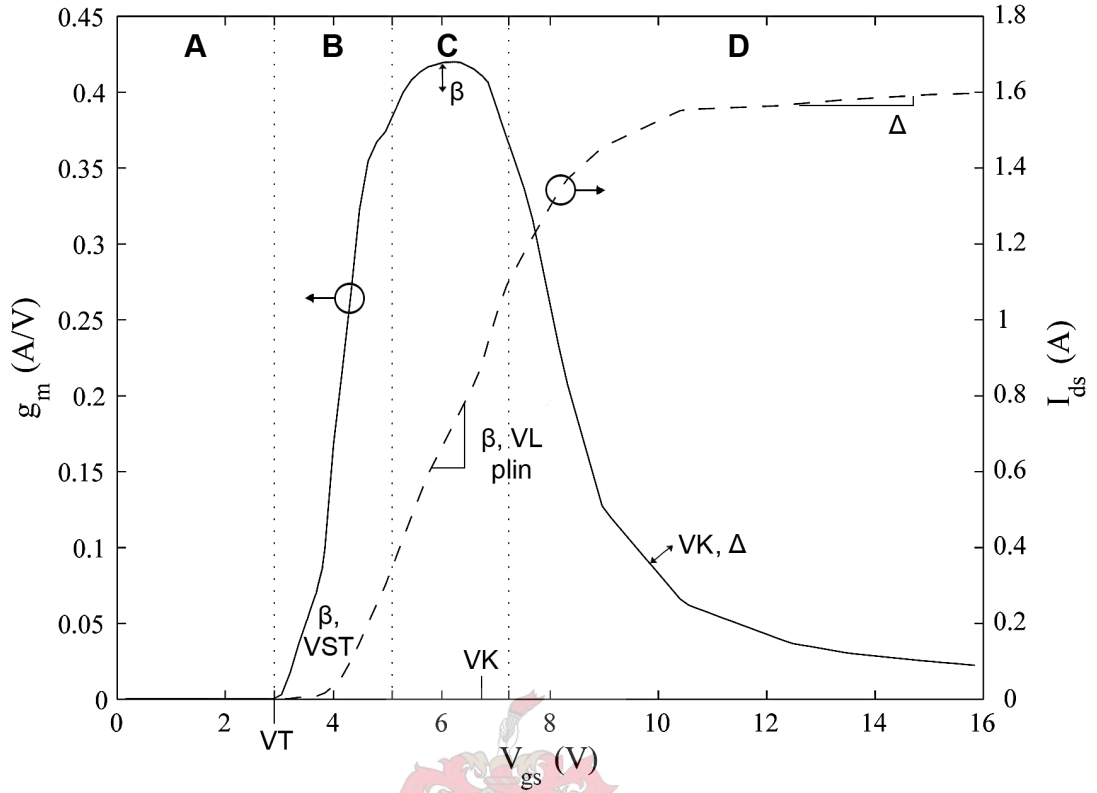 A B C D
0.45
0.4
0.35
0.3
0.25
0.2
0.15
0.1
0.05
0
g_m (A/V)
1.8
1.6
1.4
1.2
1
0.8
0.6
0.4
0.2
0
I_ds (A)
β
Δ
β, VL
plin
VK, Δ
β,
VST
VK
0 2 4 6 8 10 12 14 16
VT
V_gs (V)